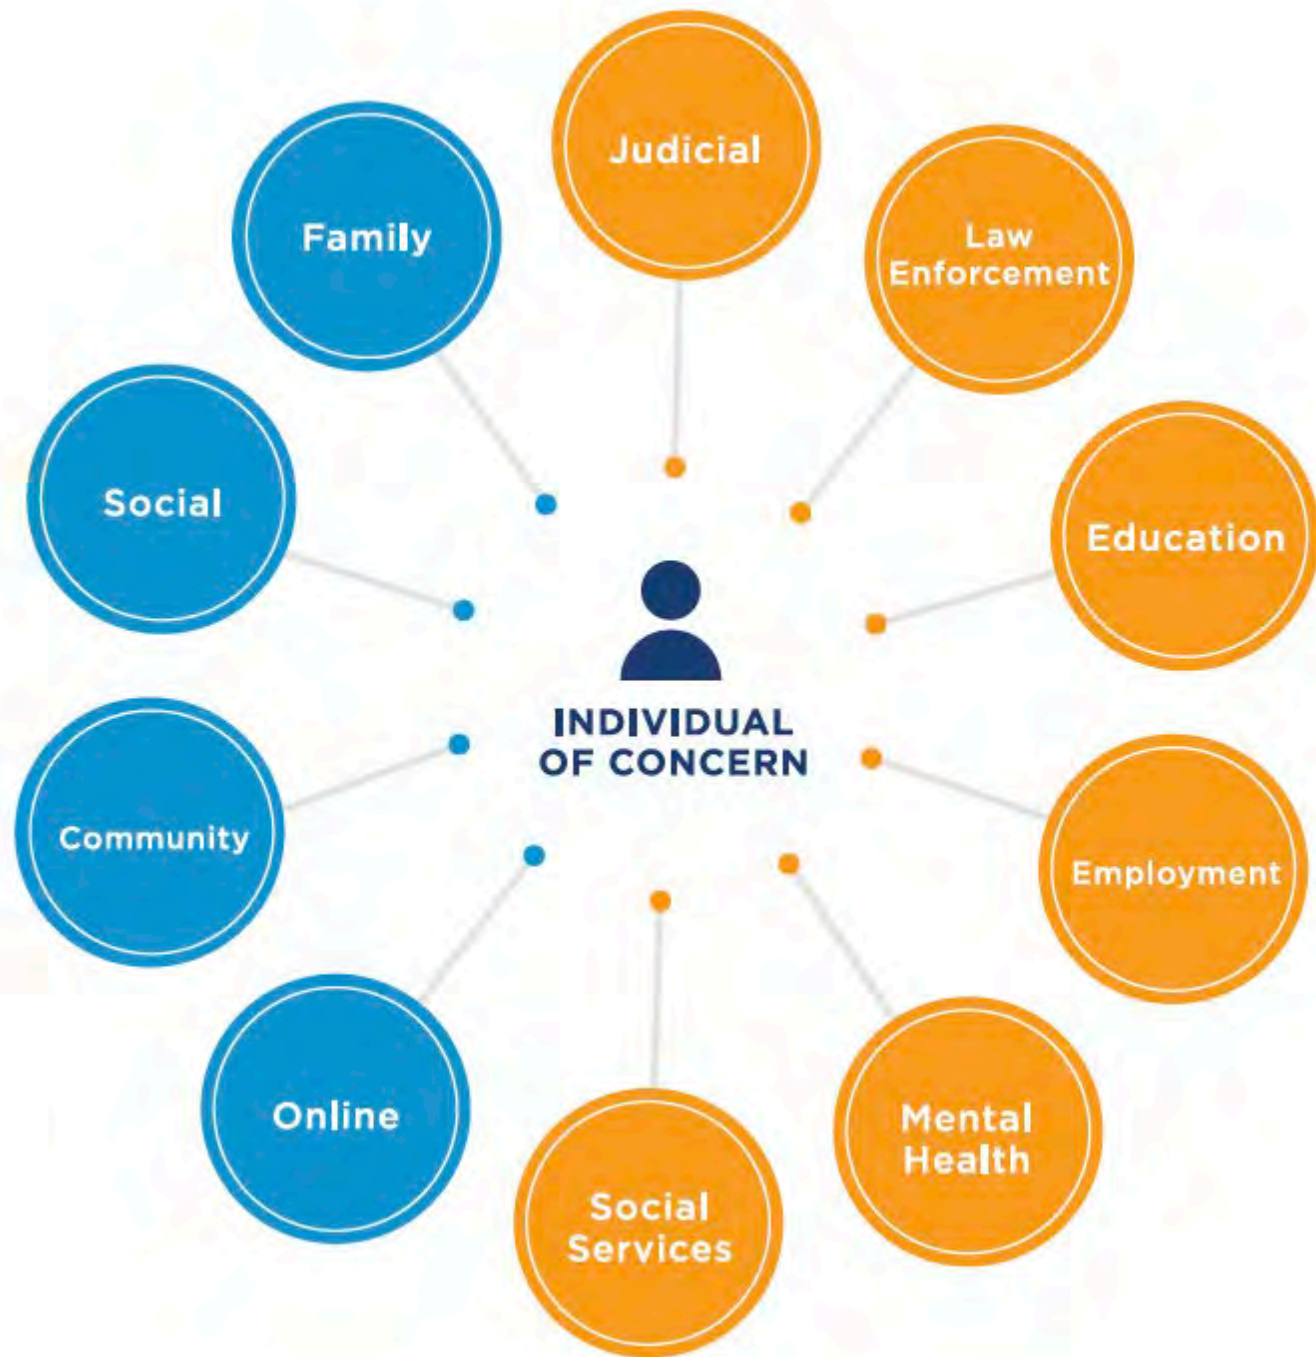 Judicial
Law
Enforcement
Education
Employment
Mental
Health
Social
Services
Online
Community
Social
Family
INDIVIDUAL
OF CONCERN